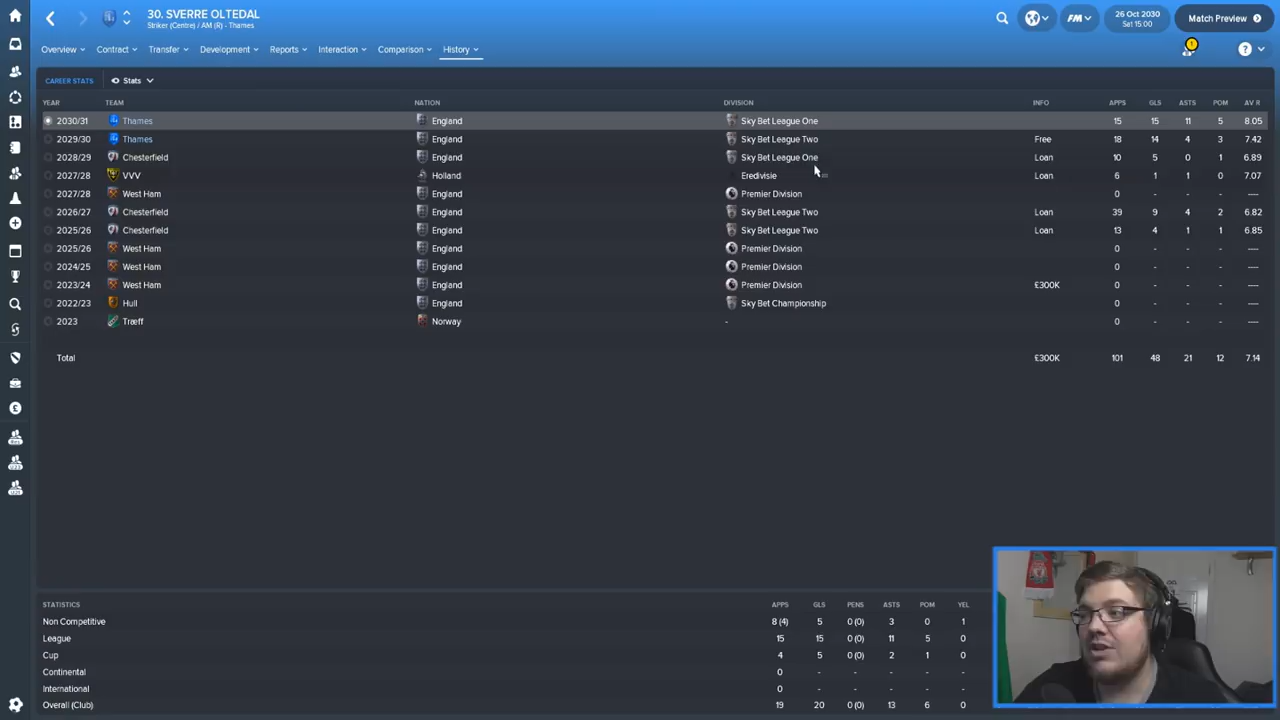 30. SVERRE OLTEDAL
Striker (Centre) / AM (R) - Thames
FM
26 Oct 2030
Sat 15:00
Match Preview
Overview Contract Transfer Development Reports Interaction Comparison History
1
?
CAREER STATS Stats
YEAR TEAM NATION DIVISION INFO APPS GLS ASTS POM AV R
2030/31 Thames England Sky Bet League One 15 15 11 5 8.05
2029/30 Thames England Sky Bet League Two Free 18 14 4 3 7.42
2028/29 Chesterfield England Sky Bet League One Loan 10 5 0 1 6.89
2027/28 VVV Holland Eredivisie Loan 6 1 1 0 7.07
2027/28 West Ham England Premier Division 0 - - - ----
2026/27 Chesterfield England Sky Bet League Two Loan 39 9 4 2 6.82
2025/26 Chesterfield England Sky Bet League Two Loan 13 4 1 1 6.85
2025/26 West Ham England Premier Division 0 - - - ----
2024/25 West Ham England Premier Division 0 - - - ----
2023/24 West Ham England Premier Division £300K 0 - - - ----
2022/23 Hull England Sky Bet Championship 0 - - - ----
2023 Træff Norway - 0 - - - ----
Total £300K 101 48 21 12 7.14
STATISTICS APPS GLS PENS ASTS POM YEL
Non Competitive 8 (4) 5 0 (0) 3 0 1
League 15 15 0 (0) 11 5 0
Cup 4 5 0 (0) 2 1 0
Continental 0 - - - - -
International 0 - - - - -
Overall (Club) 19 20 0 (0) 13 6 0